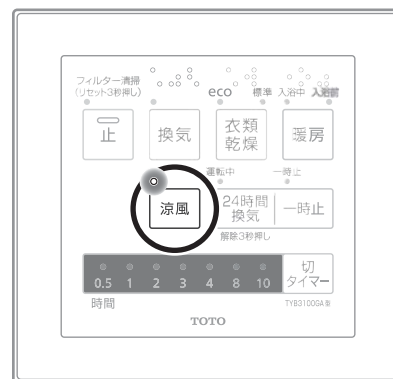 フィルター清掃
(リセット3秒押し)
eco 標準 入浴中 入浴前
止 換気 衣類乾燥 暖房
運転中 一時止
涼風 24時間換気 一時止
解除3秒押し
0.5 1 2 3 4 8 10 切タイマー
時間 TYB3100GA型
TOTO